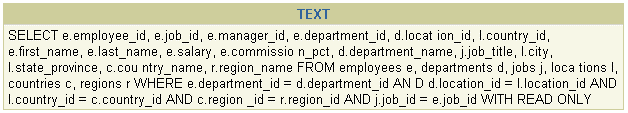 TEXT
SELECT e.employee_id, e.job_id, e.manager_id, e.department_id, d.locat ion_id, l.country_id,
e.first_name, e.last_name, e.salary, e.commissio n_pct, d.department_name, j.job_title, l.city,
l.state_province, c.cou ntry_name, r.region_name FROM employees e, departments d, jobs j, loca tions l,
countries c, regions r WHERE e.department_id = d.department_id AN D d.location_id = l.location_id AND
l.country_id = c.country_id AND c.region _id = r.region_id AND j.job_id = e.job_id WITH READ ONLY